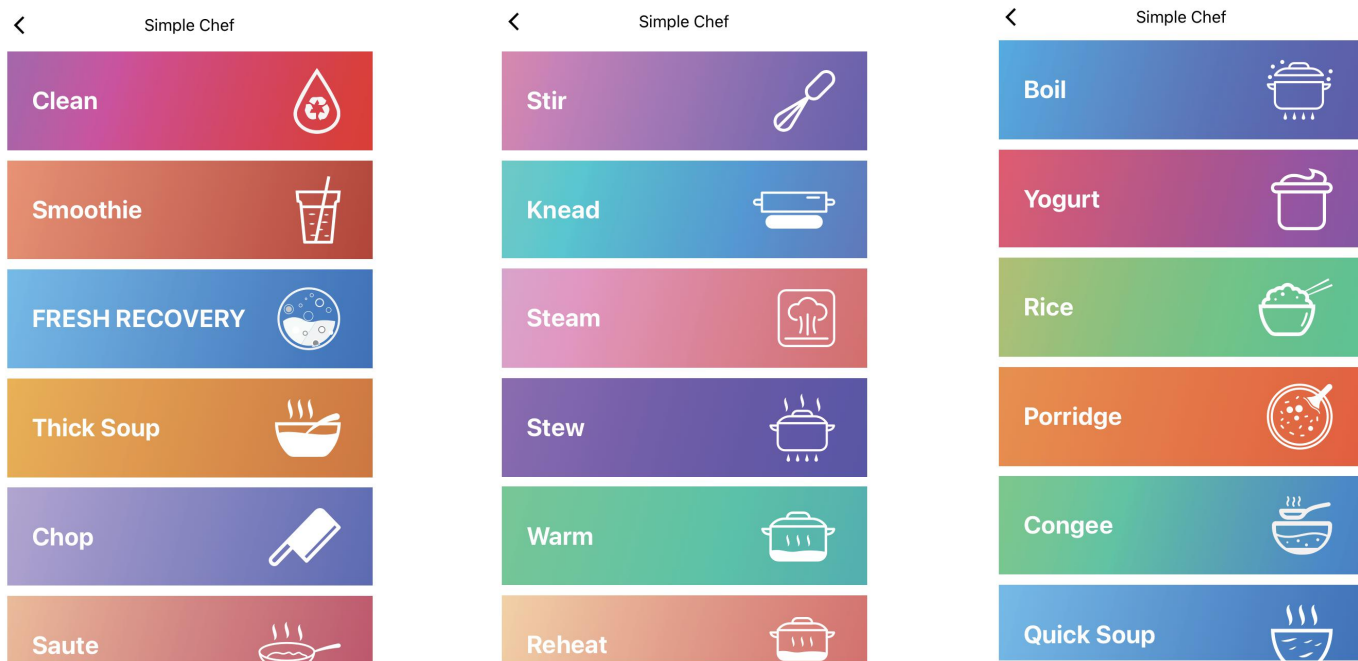 Simple Chef
Clean
Smoothie
FRESH RECOVERY
Thick Soup
Chop
Saute
Simple Chef
Stir
Knead
Steam
Stew
Warm
Reheat
Simple Chef
Boil
Yogurt
Rice
Porridge
Congee
Quick Soup